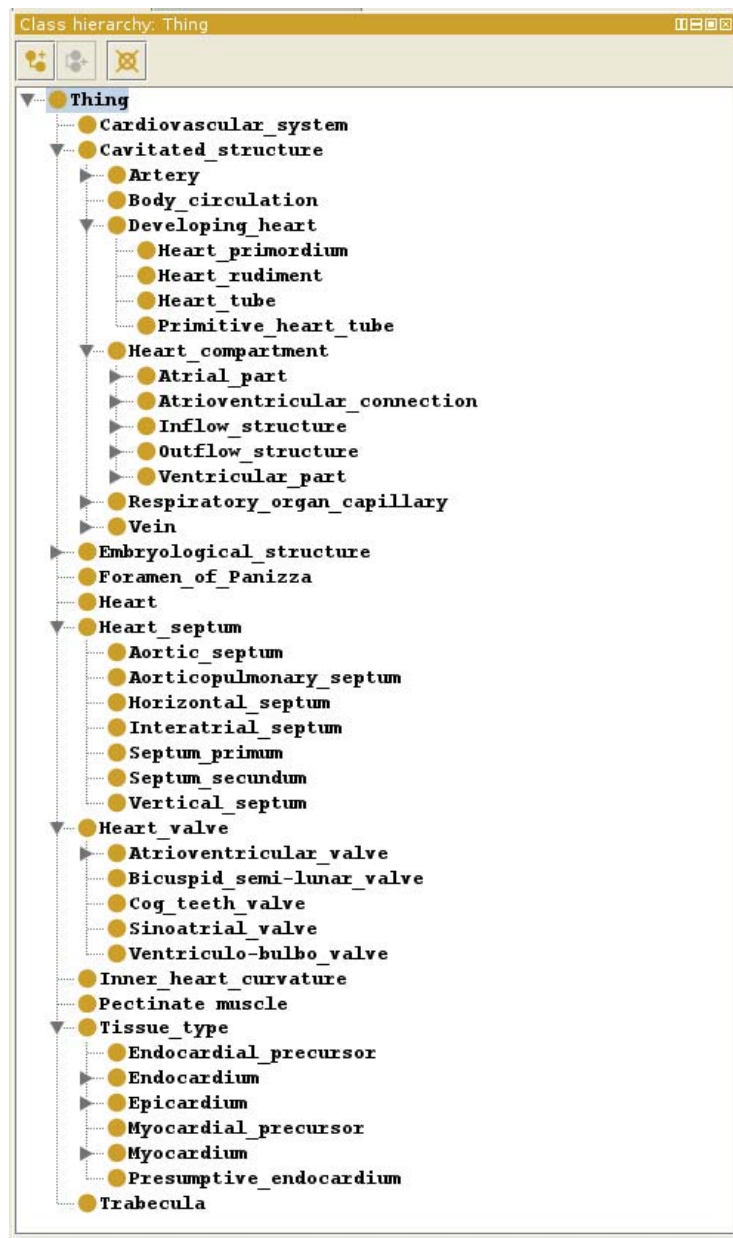 Class hierarchy: Thing
Thing
Cardiovascular_system
Cavitated_structure
Artery
Body_circulation
Developing_heart
Heart_primordium
Heart_rudiment
Heart_tube
Primitive_heart_tube
Heart_compartment
Atrial_part
Atrioventricular_connection
Inflow_structure
Outflow_structure
Ventricular_part
Respiratory_organ_capillary
Vein
Embryological_structure
Foramen_of_Panizza
Heart
Heart_septum
Aortic_septum
Aorticopulmonary_septum
Horizontal_septum
Interatrial_septum
Septum_primum
Septum_secundum
Vertical_septum
Heart_valve
Atrioventricular_valve
Bicuspid_semi-lunar_valve
Cog_teeth_valve
Sinoatrial_valve
Ventriculo-bulbo_valve
Inner_heart_curvature
Pectinate muscle
Tissue_type
Endocardial_precursor
Endocardium
Epicardium
Myocardial_precursor
Myocardium
Presumptive_endocardium
Trabecula